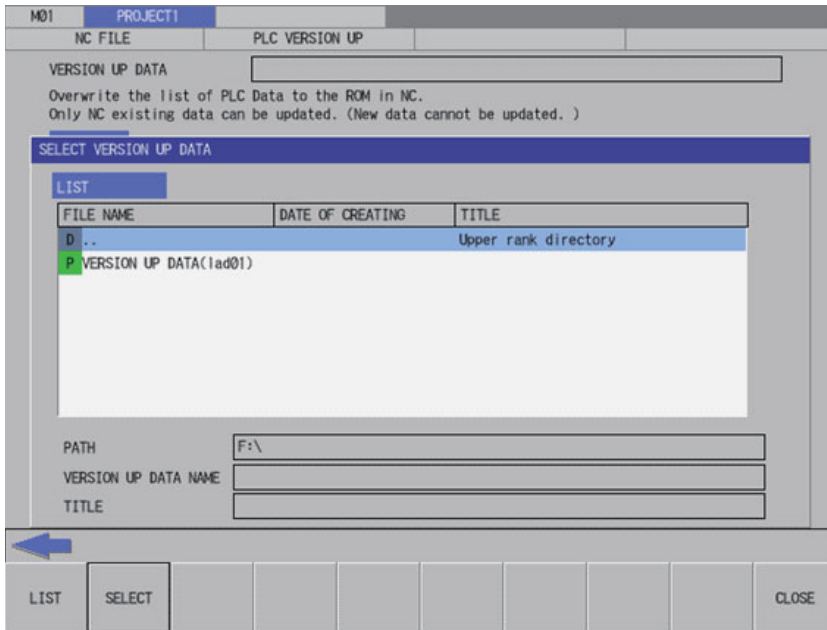 MØ1 PROJECT1
NC FILE PLC VERSION UP
VERSION UP DATA
Overwrite the list of PLC Data to the ROM in NC.
Only NC existing data can be updated. (New data cannot be updated. )
SELECT VERSION UP DATA
LIST
FILE NAME DATE OF CREATING TITLE
D .. Upper rank directory
P VERSION UP DATA(lad01)
PATH F:\
VERSION UP DATA NAME
TITLE
LIST SELECT CLOSE